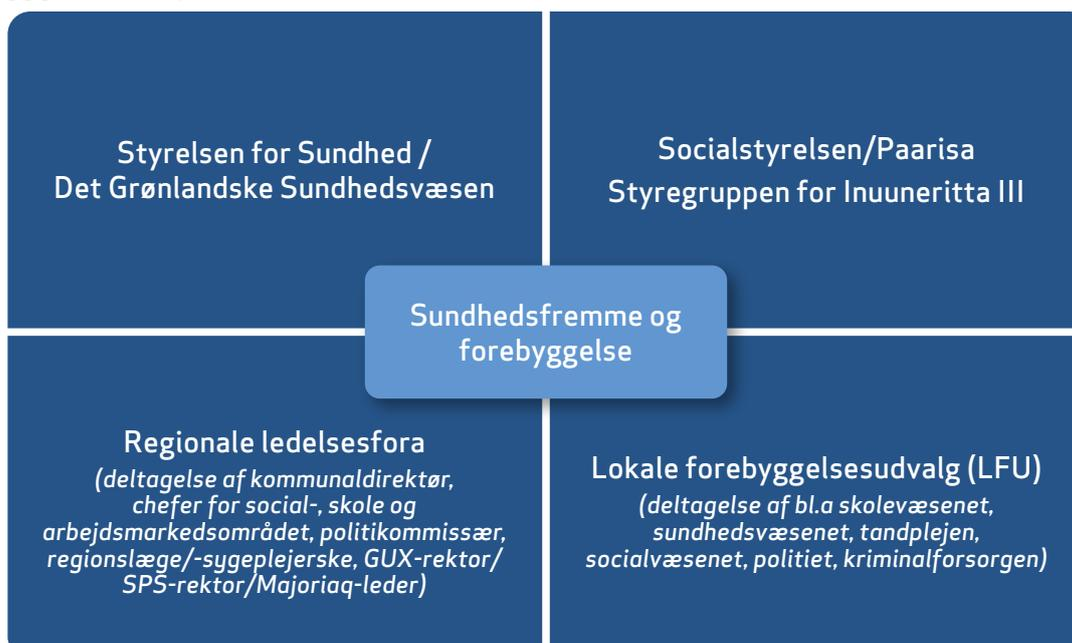 Styrelsen for Sundhed /
Det Grønlandske Sundhedsvæsen
Socialstyrelsen/Paarisa
Styregruppen for Inuuneritta III
Sundhedsfremme og
forebyggelse
Regionale ledelsesfora
(deltagelse af kommunaldirektør,
chefer for social-, skole og
arbejdsmarkedsområdet, politikommissær,
regionslæge/-sygeplejerske, GUX-rektor/
SPS-rektor/Majoriaq-leder)
Lokale forebyggelsesudvalg (LFU)
(deltagelse af bl.a skolevæsenet,
sundhedsvæsenet, tandplejen,
socialvæsenet, politiet, kriminalforsorgen)